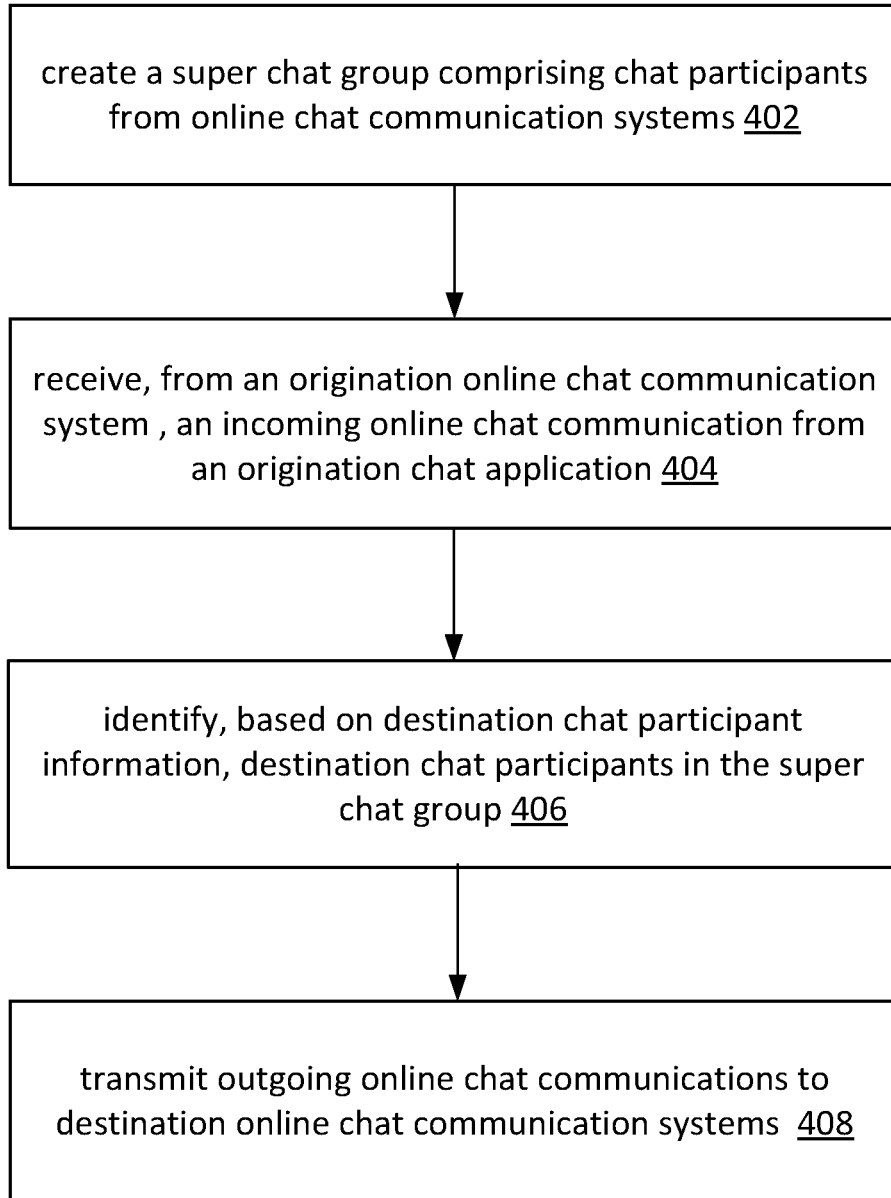 create a super chat group comprising chat participants
from online chat communication systems 402
receive, from an origination online chat communication
system , an incoming online chat communication from
an origination chat application 404
identify, based on destination chat participant
information, destination chat participants in the super
chat group 406
transmit outgoing online chat communications to
destination online chat communication systems 408